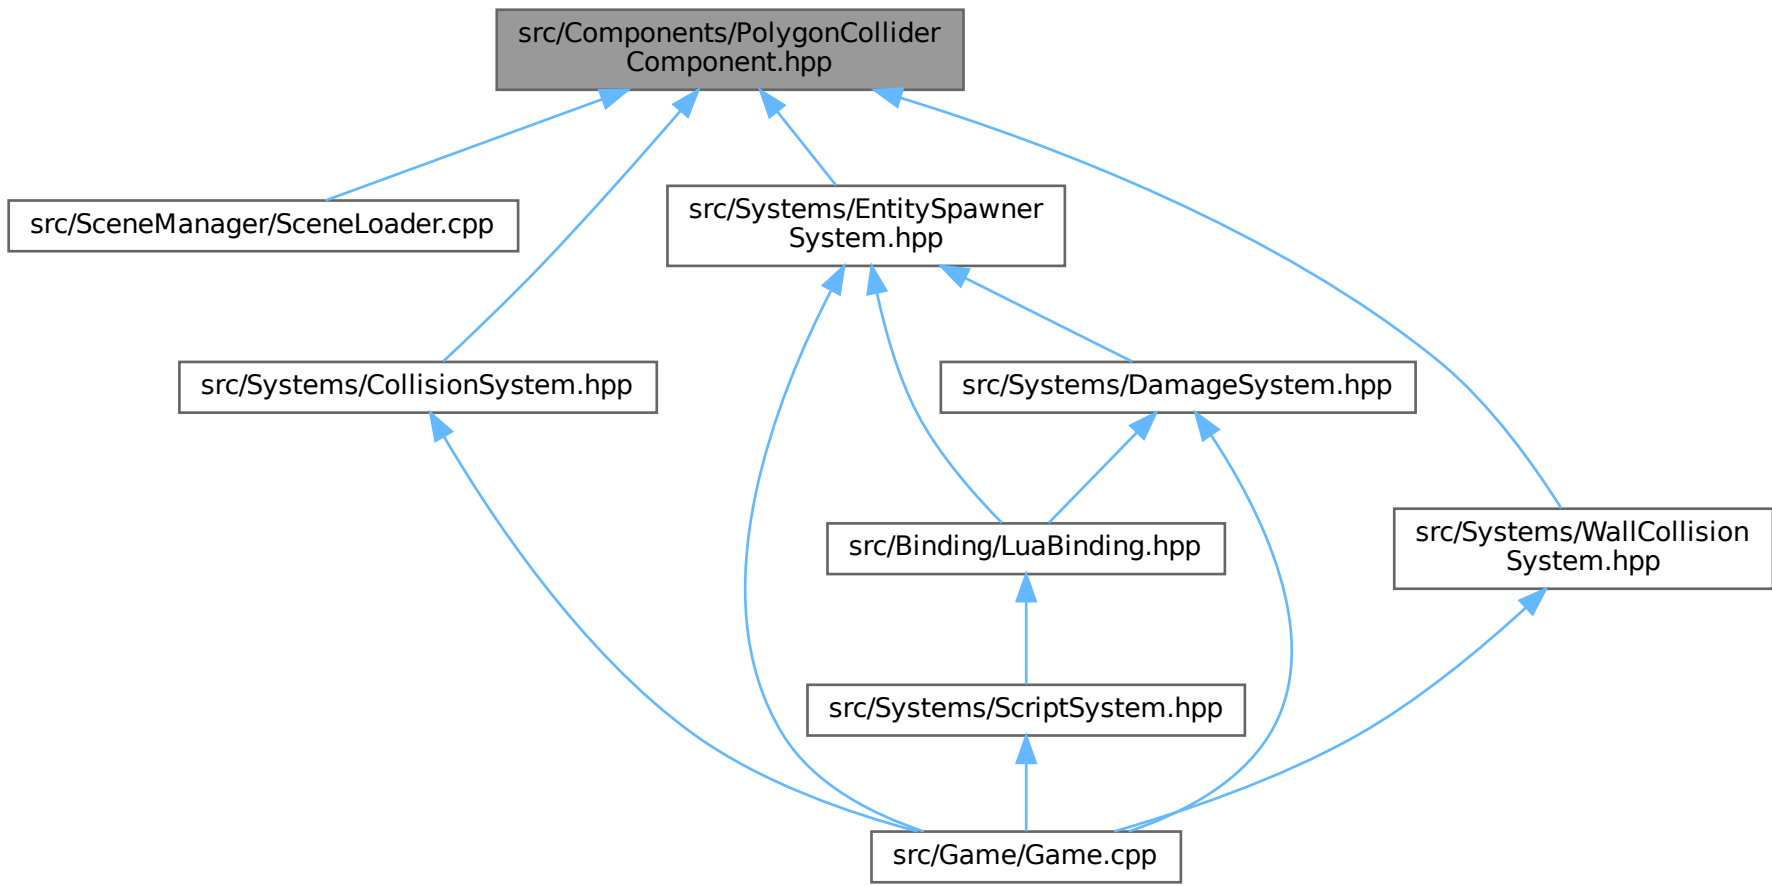 src/Components/PolygonCollider
Component.hpp
src/SceneManager/SceneLoader.cpp
src/Systems/EntitySpawner
System.hpp
src/Systems/CollisionSystem.hpp
src/Systems/DamageSystem.hpp
src/Binding/LuaBinding.hpp
src/Systems/WallCollision
System.hpp
src/Systems/ScriptSystem.hpp
src/Game/Game.cpp